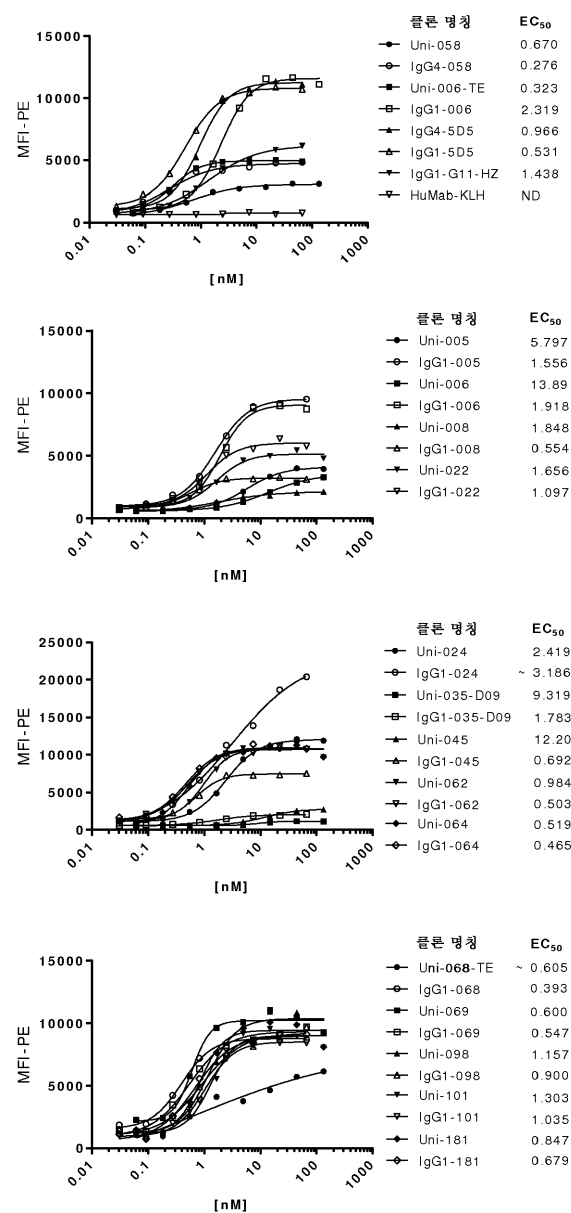 클론 명칭 EC50
Uni-058 0.670
IgG4-058 0.276
Uni-006-TE 0.323
IgG1-006 2.319
IgG4-5D5 0.966
IgG1-5D5 0.531
IgG1-G11-HZ 1.438
HuMab-KLH ND
MFI-PE
15000
10000
5000
0
0.01 0.1 1 10 100 1000
[nM]
클론 명칭 EC50
Uni-005 5.797
IgG1-005 1.556
Uni-006 13.89
IgG1-006 1.918
Uni-008 1.848
IgG1-008 0.554
Uni-022 1.656
IgG1-022 1.097
MFI-PE
15000
10000
5000
0
0.01 0.1 1 10 100 1000
[nM]
클론 명칭 EC50
Uni-024 2.419
IgG1-024 ~ 3.186
Uni-035-D09 9.319
IgG1-035-D09 1.783
Uni-045 12.20
IgG1-045 0.692
Uni-062 0.984
IgG1-062 0.503
Uni-064 0.519
IgG1-064 0.465
MFI-PE
25000
20000
15000
10000
5000
0
0.01 0.1 1 10 100 1000
[nM]
클론 명칭 EC50
Uni-068-TE ~ 0.605
IgG1-068 0.393
Uni-069 0.600
IgG1-069 0.547
Uni-098 1.157
IgG1-098 0.900
Uni-101 1.303
IgG1-101 1.035
Uni-181 0.847
IgG1-181 0.679
MFI-PE
15000
10000
5000
0
0.01 0.1 1 10 100 1000
[nM]